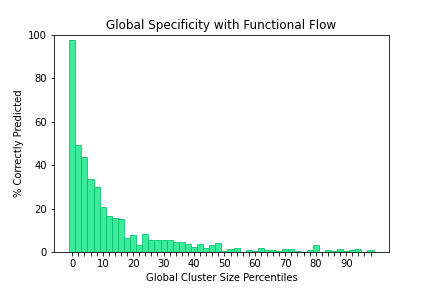 Global Specificity with Functional Flow
% Correctly Predicted
100
80
60
40
20
0
0 10 20 30 40 50 60 70 80 90
Global Cluster Size Percentiles